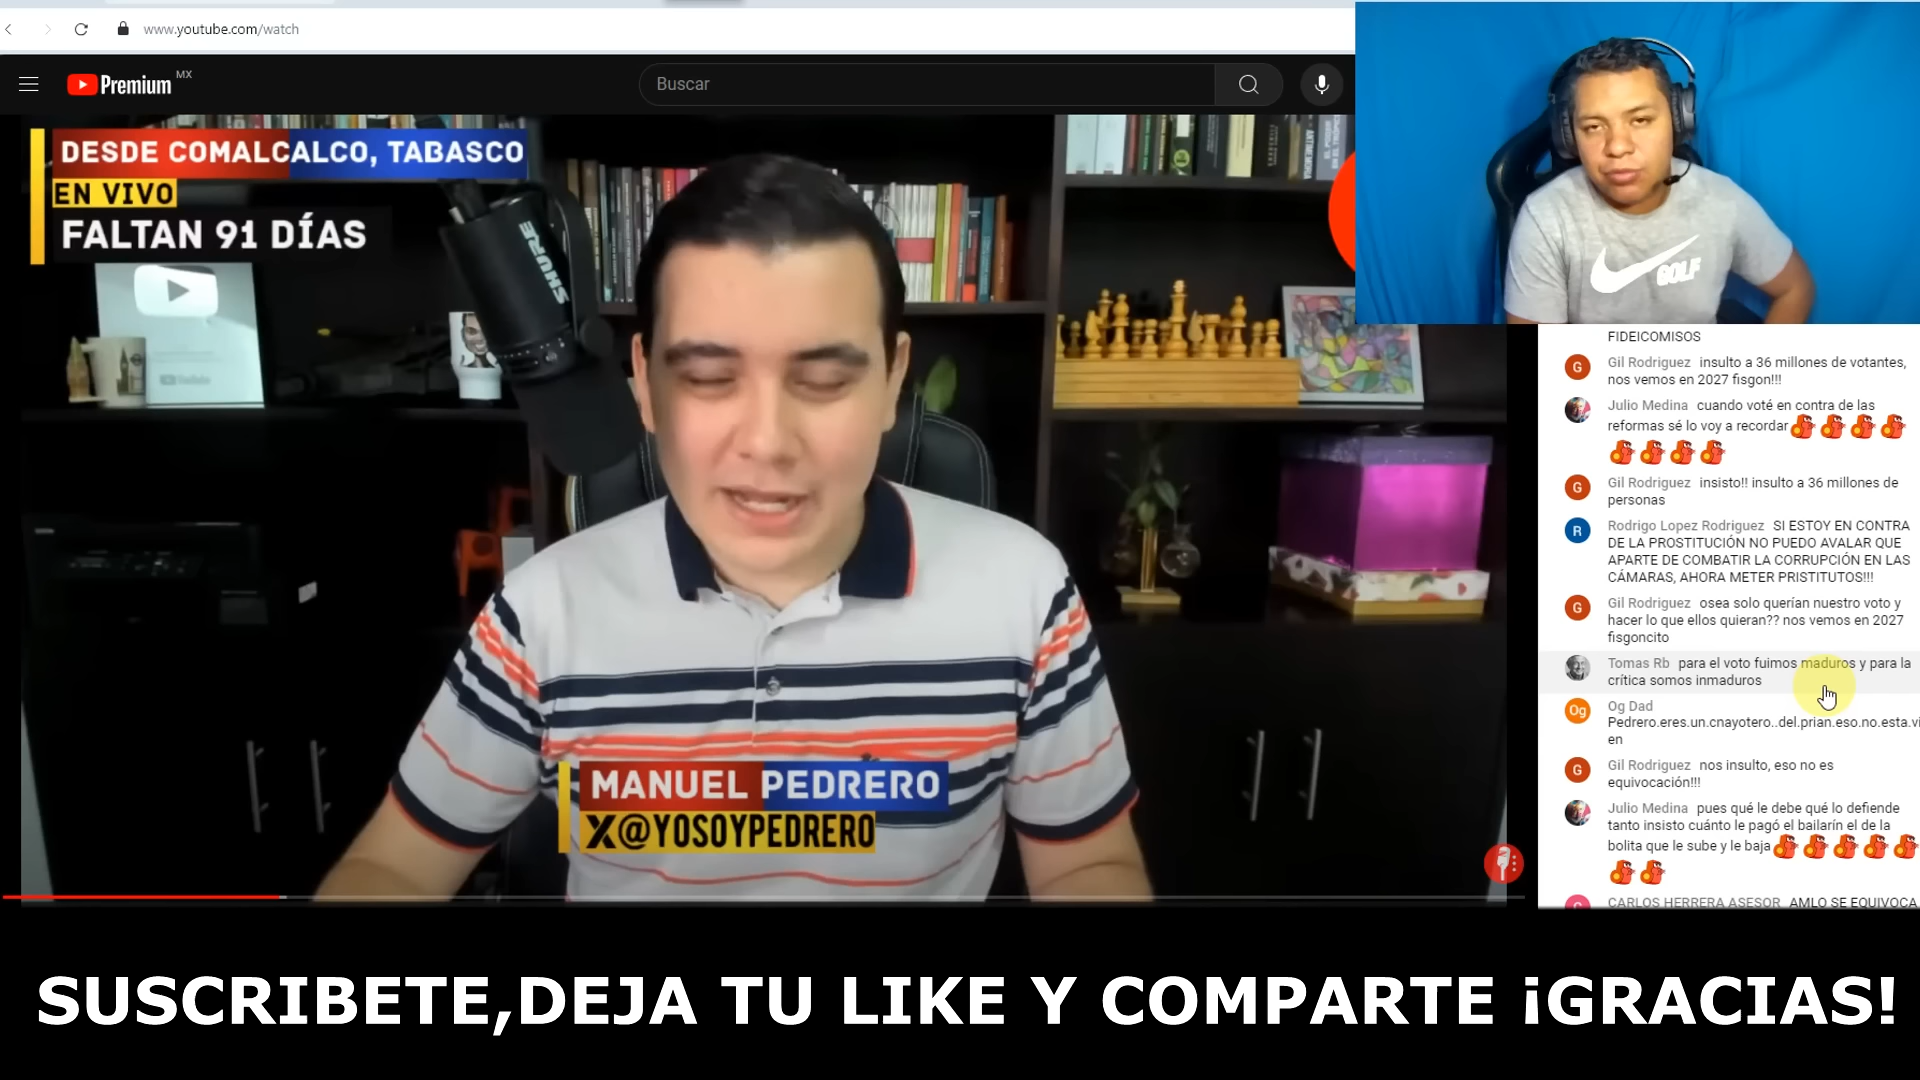 www.youtube.com/watch
Premium MX
Buscar
DESDE COMALCALCO, TABASCO
EN VIVO
FALTAN 91 DÍAS
SHURE
YouTube
GOLF
MANUEL PEDRERO
X@YOSOYPEDRERO
FIDEICOMISOS
G Gil Rodriguez insulto a 36 millones de votantes,
nos vemos en 2027 fisgon!!!
Julio Medina cuando voté en contra de las
reformas sé lo voy a recordar
G Gil Rodriguez insisto!! insulto a 36 millones de
personas
R Rodrigo Lopez Rodriguez SI ESTOY EN CONTRA
DE LA PROSTITUCIÓN NO PUEDO AVALAR QUE
APARTE DE COMBATIR LA CORRUPCIÓN EN LAS
CÁMARAS, AHORA METER PRISTITUTOS!!!
G Gil Rodriguez osea solo querían nuestro voto y
hacer lo que ellos quieran?? nos vemos en 2027
fisgoncito
Tomas Rb para el voto fuimos maduros y para la
crítica somos inmaduros
Og Og Dad
Pedrero.eres.un.cnayotero..del.prian.eso.no.esta.vi
en
G Gil Rodriguez nos insulto, eso no es
equivocación!!!
Julio Medina pues qué le debe qué lo defiende
tanto insisto cuánto le pagó el bailarín el de la
bolita que le sube y le baja
CARLOS HERRERA ASESOR AMLO SE EQUIVOCA
SUSCRIBETE,DEJA TU LIKE Y COMPARTE ¡GRACIAS!